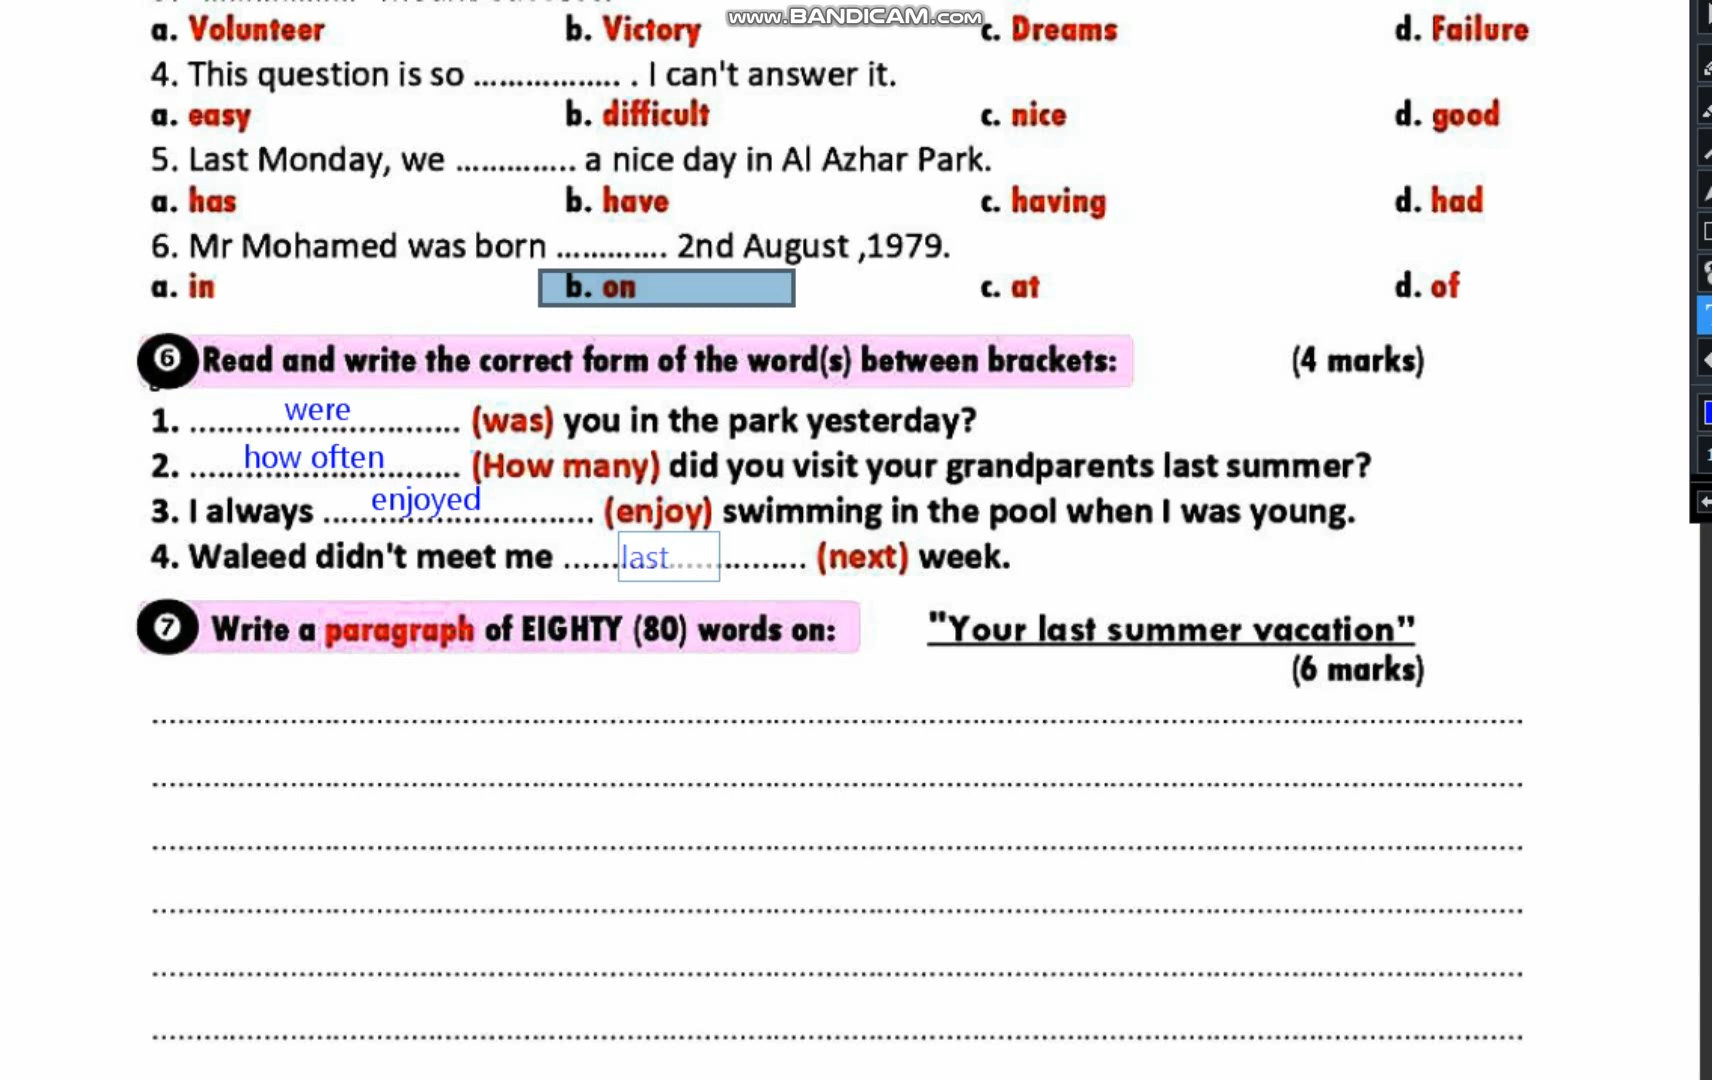 www.BANDICAM.com
a. Volunteer b. Victory c. Dreams d. Failure
4. This question is so ................. . I can't answer it.
a. easy b. difficult c. nice d. good
5. Last Monday, we .............. a nice day in Al Azhar Park.
a. has b. have c. having d. had
6. Mr Mohamed was born ............. 2nd August ,1979.
a. in b. on c. at d. of
6 Read and write the correct form of the word(s) between brackets: (4 marks)
1. .......were....... (was) you in the park yesterday?
2. ......how often....... (How many) did you visit your grandparents last summer?
3. I always .......enjoyed....... (enjoy) swimming in the pool when I was young.
4. Waleed didn't meet me ......last............... (next) week.
7 Write a paragraph of EIGHTY (80) words on: "Your last summer vacation”
(6 marks)